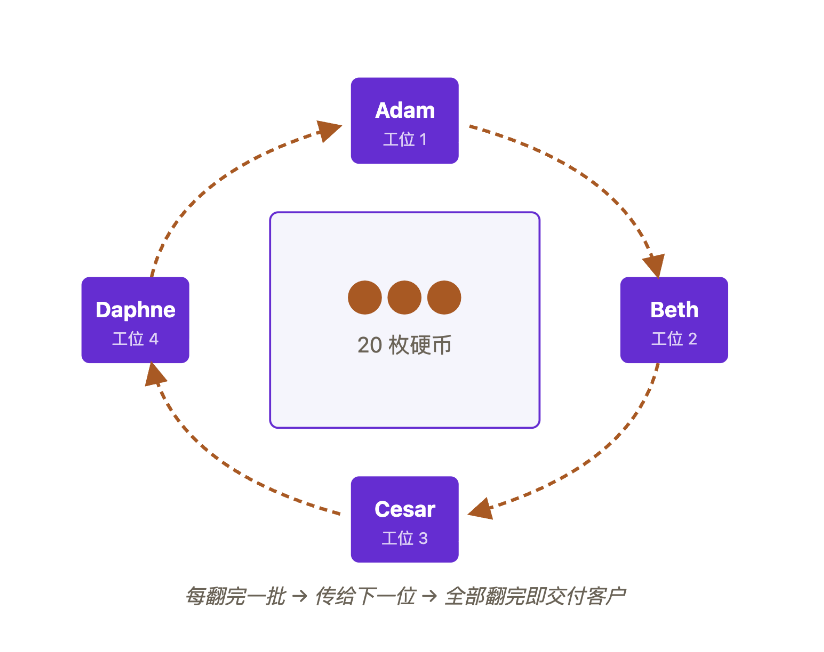 Adam
工位 1
Daphne
工位 4
20 枚硬币
Beth
工位 2
Cesar
工位 3
每翻完一批 → 传给下一位 → 全部翻完即交付客户